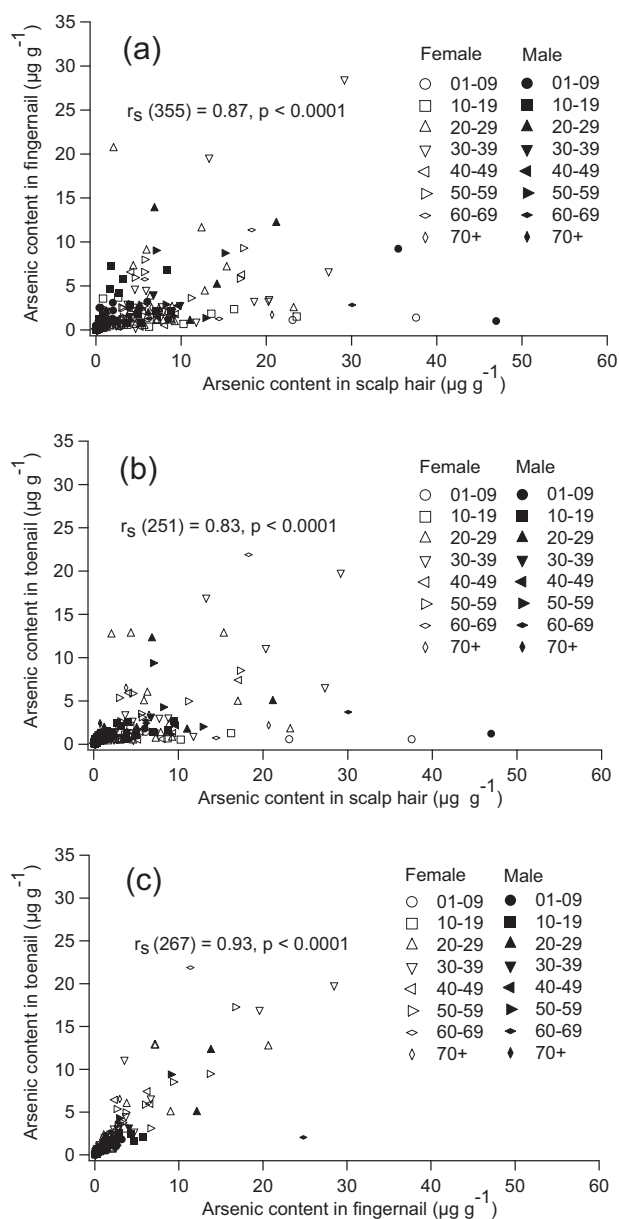 (a)
Female Male
35
30
25
20
15
10
5
0
Arsenic content in fingernail (µg g⁻¹)
rs (355) = 0.87, p < 0.0001
01-09 01-09
10-19 10-19
20-29 20-29
30-39 30-39
40-49 40-49
50-59 50-59
60-69 60-69
70+ 70+
0 10 20 30 40 50 60
Arsenic content in scalp hair (µg g⁻¹)
(b)
Female Male
35
30
25
20
15
10
5
0
Arsenic content in toenail (µg g⁻¹)
rs (251) = 0.83, p < 0.0001
01-09 01-09
10-19 10-19
20-29 20-29
30-39 30-39
40-49 40-49
50-59 50-59
60-69 60-69
70+ 70+
0 10 20 30 40 50 60
Arsenic content in scalp hair (µg g⁻¹)
(c)
Female Male
35
30
25
20
15
10
5
0
Arsenic content in toenail (µg g⁻¹)
rs (267) = 0.93, p < 0.0001
01-09 01-09
10-19 10-19
20-29 20-29
30-39 30-39
40-49 40-49
50-59 50-59
60-69 60-69
70+ 70+
0 10 20 30 40 50 60
Arsenic content in fingernail (µg g⁻¹)